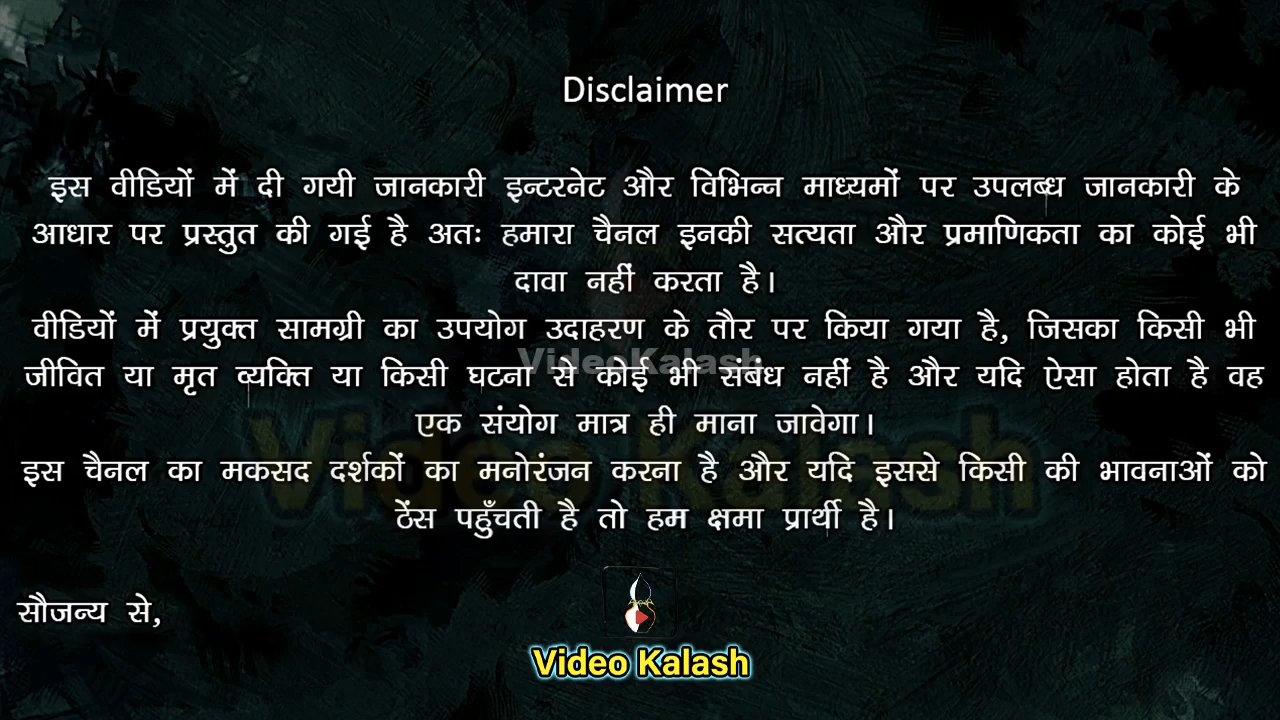 Disclaimer
इस वीडियों में दी गयी जानकारी इन्टरनेट और विभिन्न माध्यमों पर उपलब्ध जानकारी के
आधार पर प्रस्तुत की गई है अतः हमारा चैनल इनकी सत्यता और प्रमाणिकता का कोई भी
दावा नहीं करता है।
वीडियों में प्रयुक्त सामग्री का उपयोग उदाहरण के तौर पर किया गया है, जिसका किसी भी
VideoKalash
जीवित या मृत व्यक्ति या किसी घटना से कोई भी संबंध नहीं है और यदि ऐसा होता है वह
एक संयोग मात्र ही माना जावेगा।
Video Kalash
इस चैनल का मकसद दर्शकों का मनोरंजन करना है और यदि इससे किसी की भावनाओं को
ठेंस पहुँचती है तो हम क्षमा प्रार्थी है।
सौजन्य से,
Video Kalash